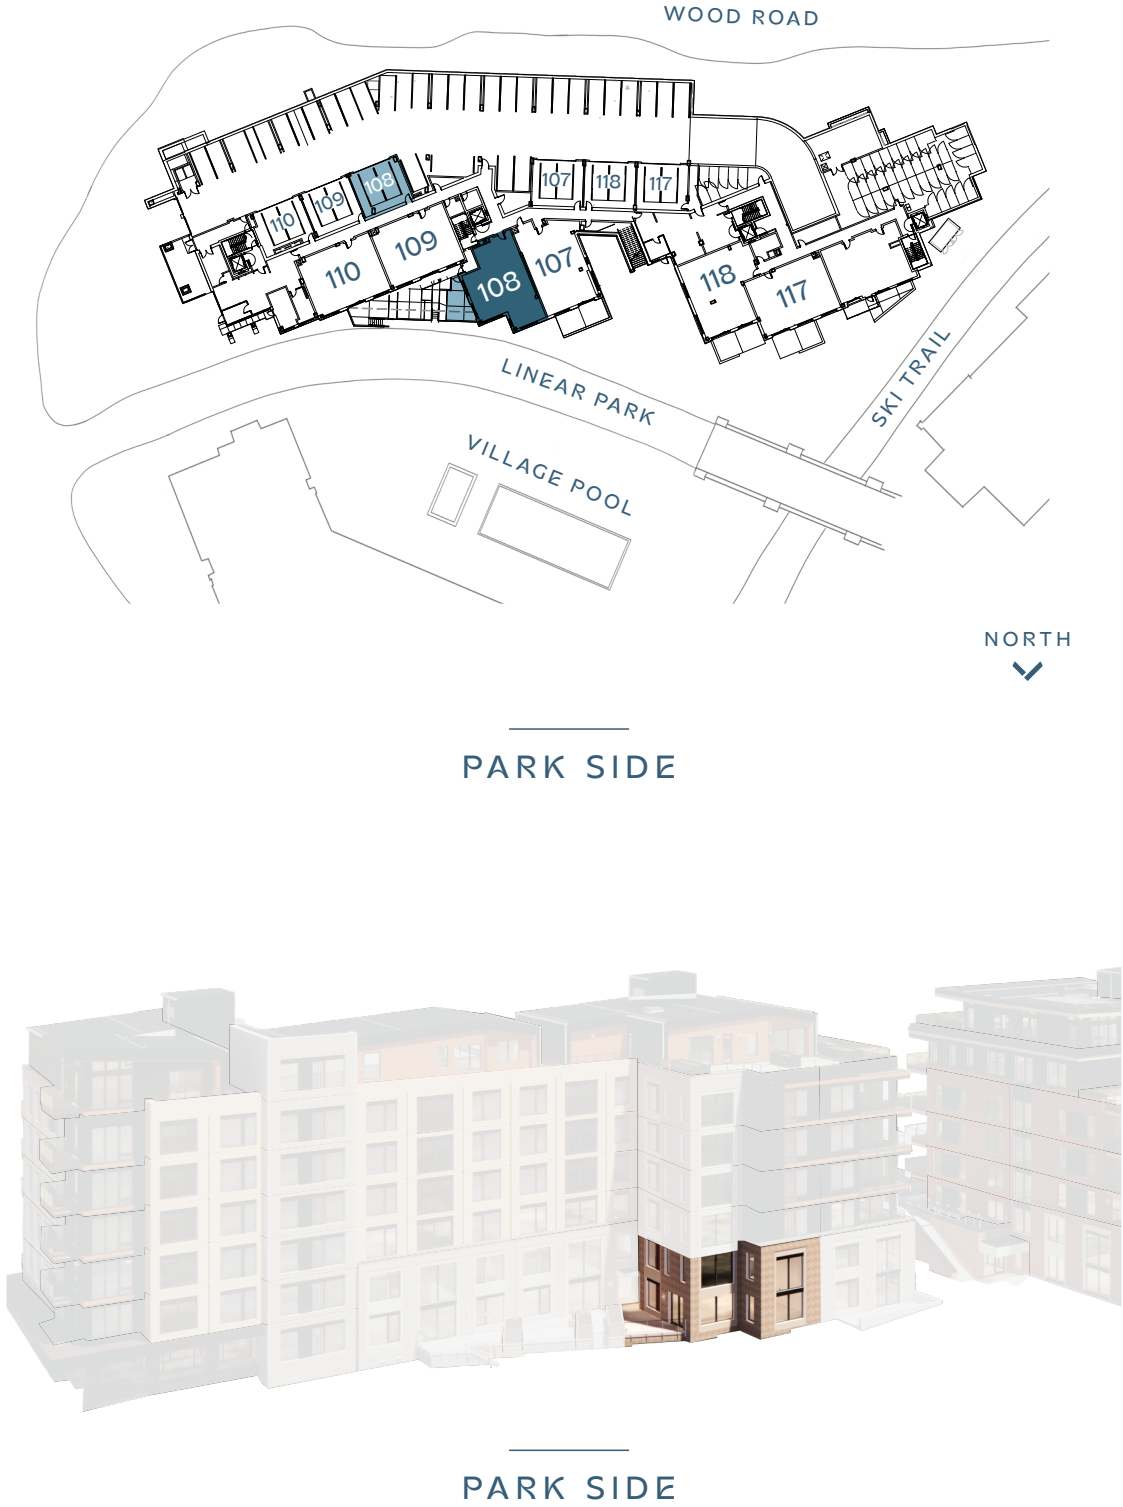 WOOD ROAD
108
109
110
107
118
117
109
110
107
108
118
117
SKI TRAIL
LINEAR PARK
VILLAGE POOL
NORTH
PARK SIDE
PARK SIDE